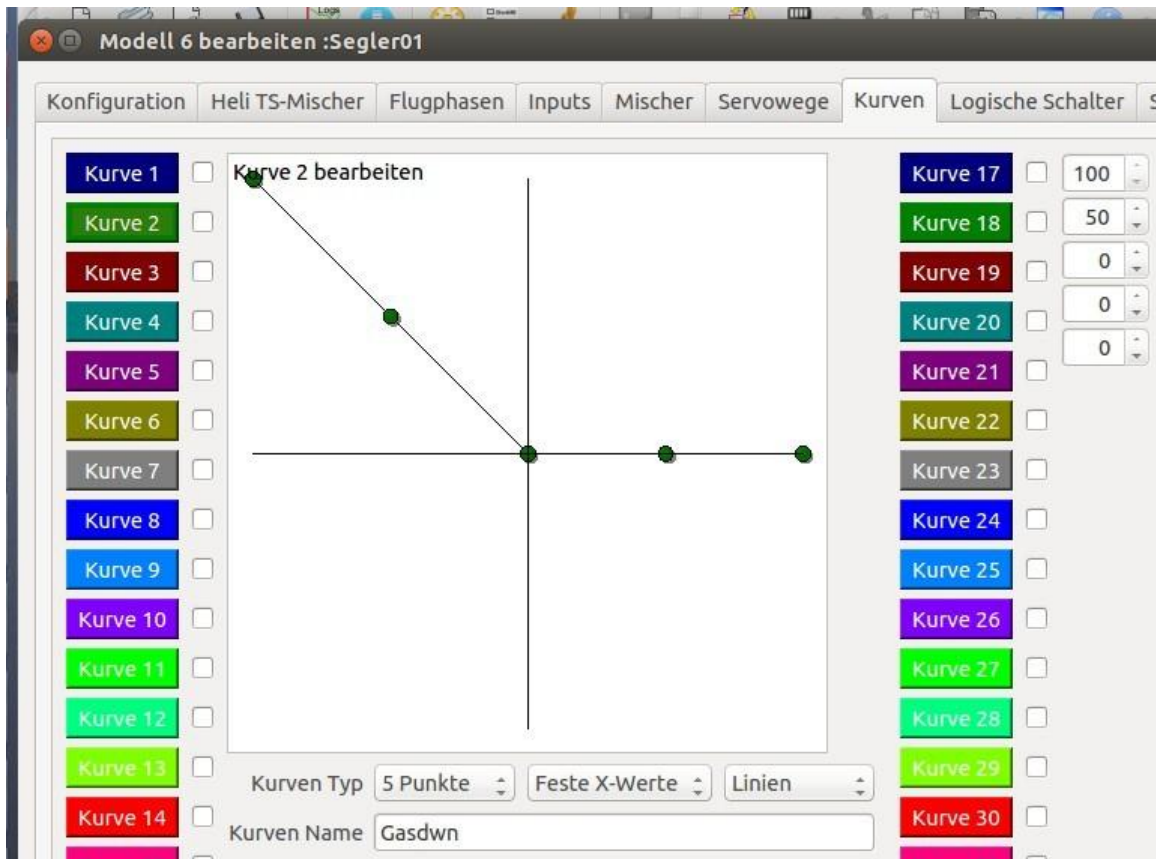 Modell 6 bearbeiten :Segler01
Konfiguration Heli TS-Mischer Flugphasen Inputs Mischer Servowege Kurven Logische Schalter
Kurve 2 bearbeiten
Kurve 1
Kurve 2
Kurve 3
Kurve 4
Kurve 5
Kurve 6
Kurve 7
Kurve 8
Kurve 9
Kurve 10
Kurve 11
Kurve 12
Kurve 13
Kurve 14
Kurven Typ 5 Punkte Feste X-Werte Linien
Kurven Name Gasdwn
Kurve 17
Kurve 18
Kurve 19
Kurve 20
Kurve 21
Kurve 22
Kurve 23
Kurve 24
Kurve 25
Kurve 26
Kurve 27
Kurve 28
Kurve 29
Kurve 30
100
50
0
0
0